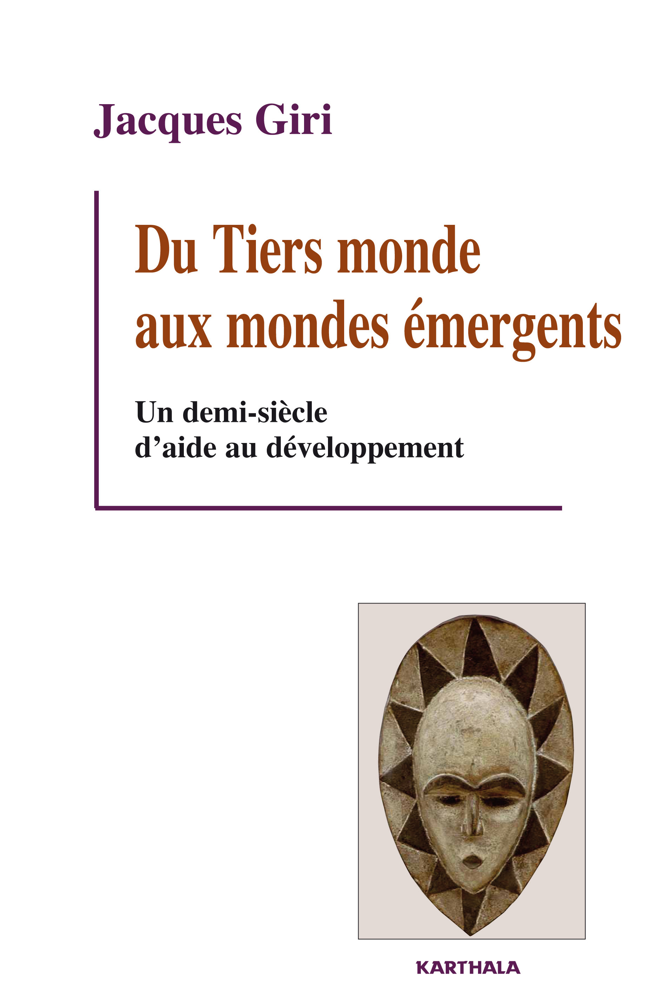 Jacques Giri
Du Tiers monde
aux mondes émergents
Un demi-siècle
d’aide au développement
KARTHALA